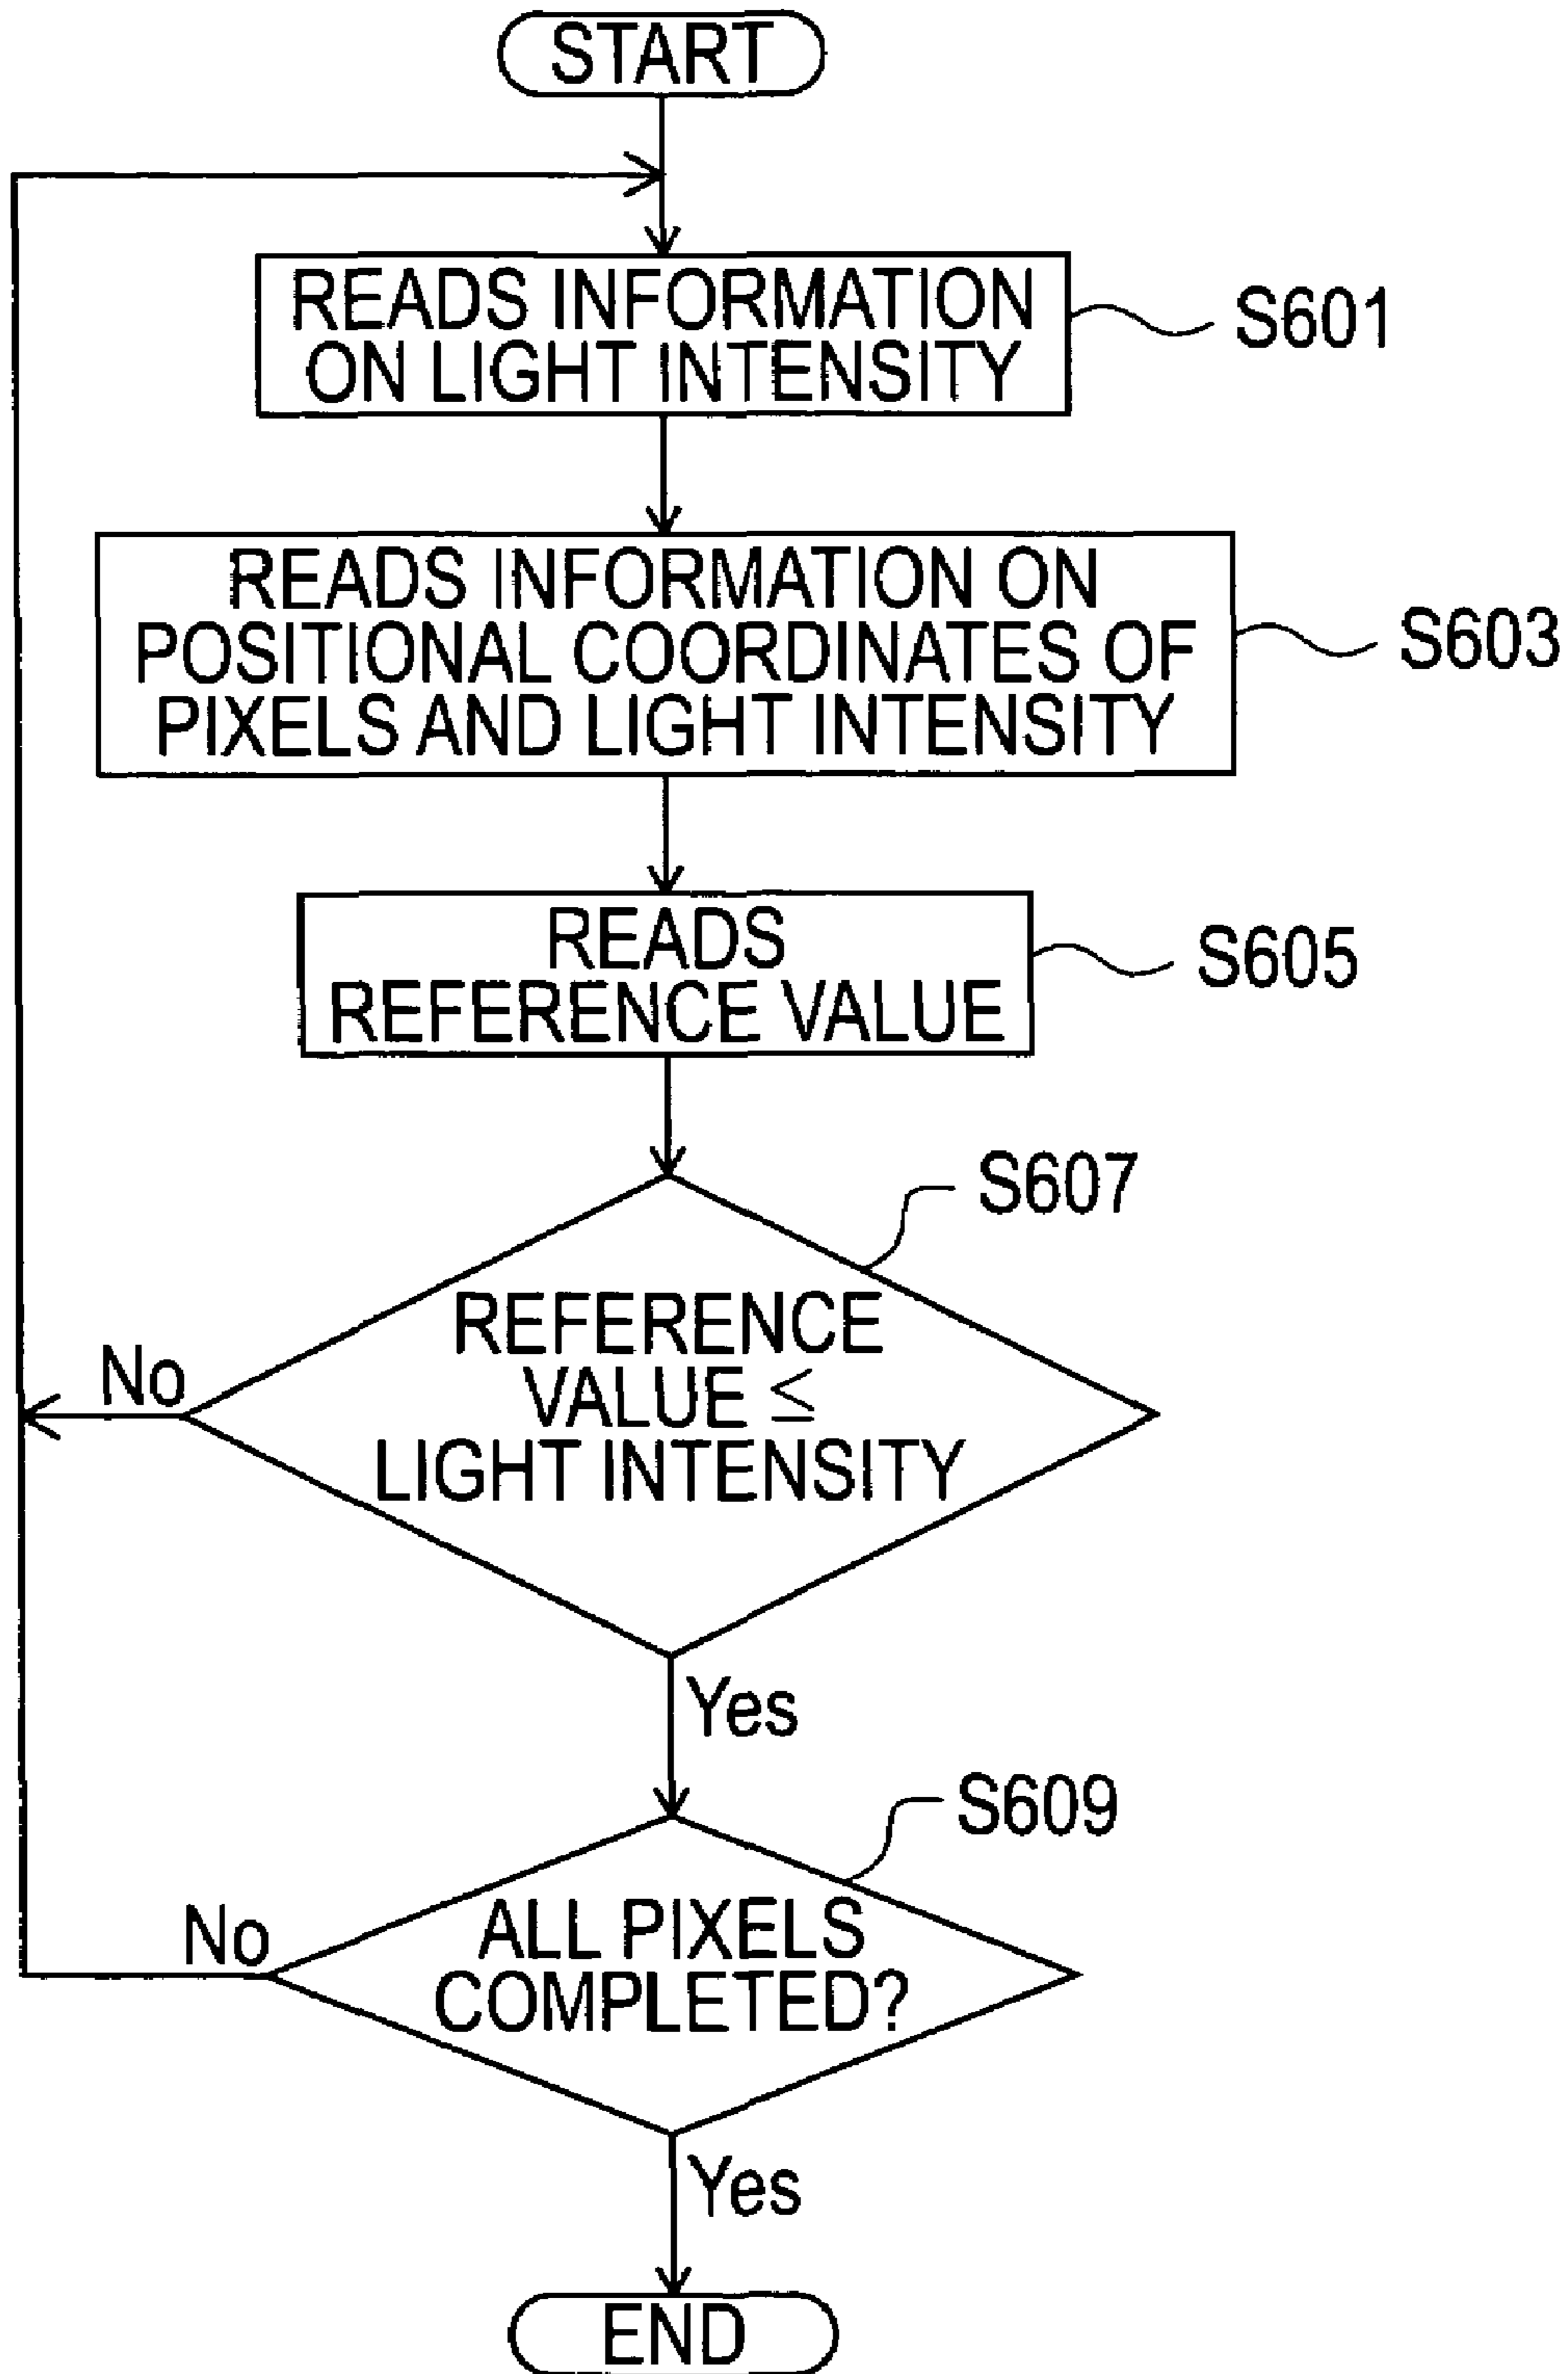 START
READS INFORMATION
ON LIGHT INTENSITY
S601
READS INFORMATION ON
POSITIONAL COORDINATES OF
PIXELS AND LIGHT INTENSITY
S603
READS
REFERENCE VALUE
S605
S607
REFERENCE
VALUE ≤
LIGHT INTENSITY
No
Yes
S609
ALL PIXELS
COMPLETED?
No
Yes
END